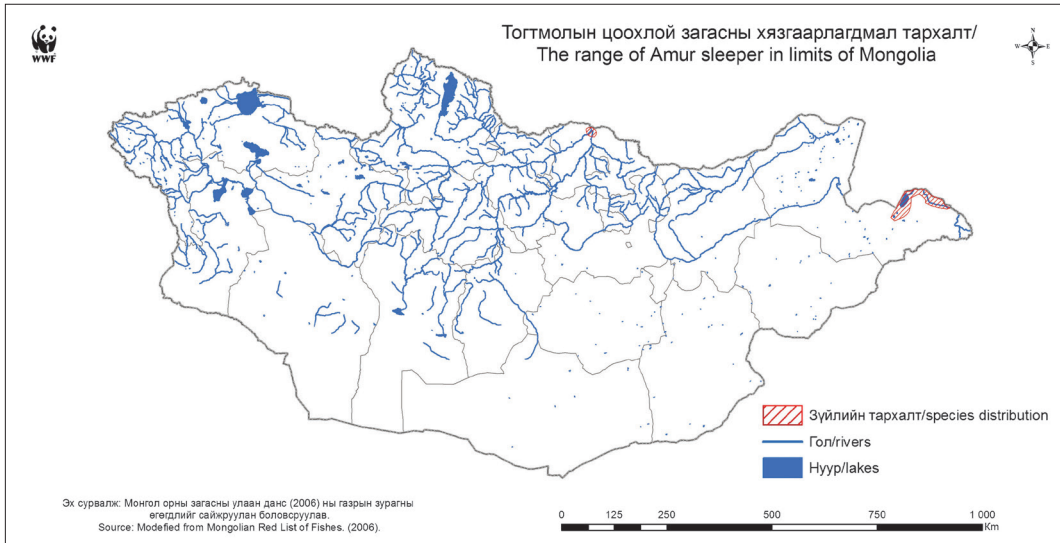 Тогтмолын цоохлой загасны хязгаарлагдмал тархалт/
The range of Amur sleeper in limits of Mongolia
WWF
N
W E
S
Зүйлийн тархалт/species distribution
Гол/rivers
Нуур/lakes
Эх сурвалж: Монгол орны загасны улаан данс (2006) ны газрын зурагны
өгөгдлийг сайжруулан боловсруулав.
Source: Modefied from Mongolian Red List of Fishes. (2006).
0 125 250 500 750 1 000
Km